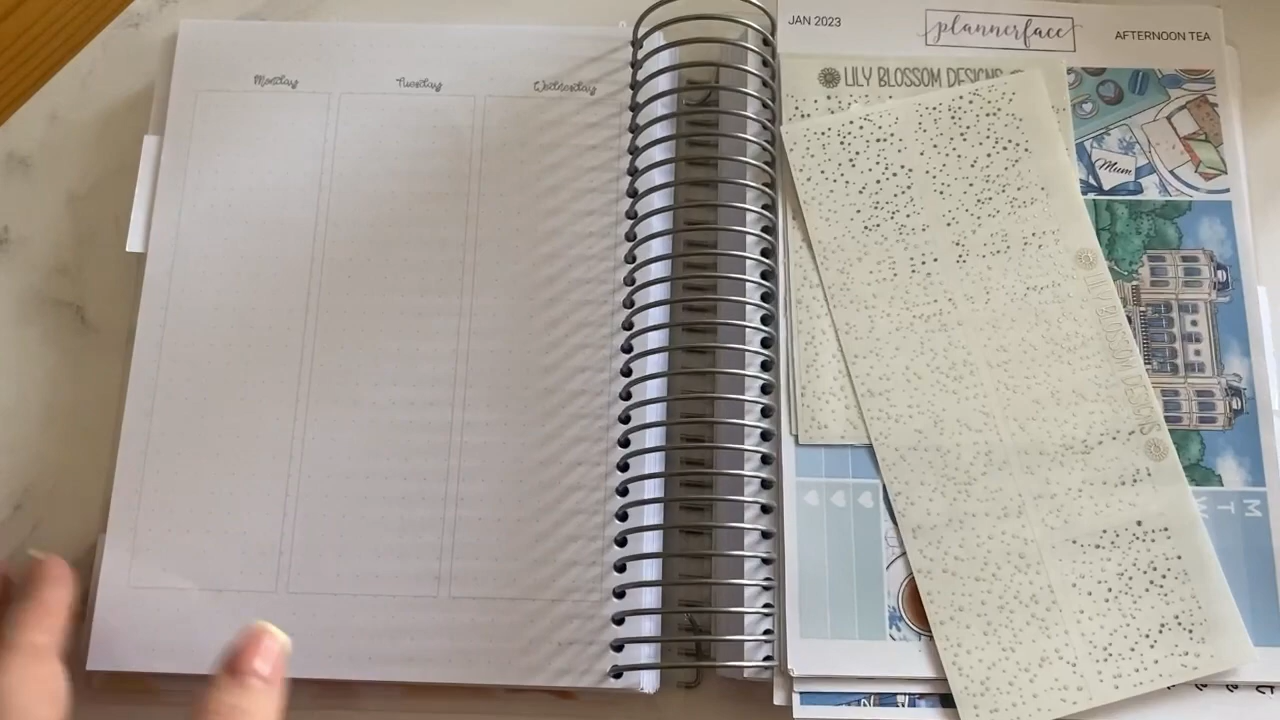 Monday
Tuesday
Wednesday
JAN 2023
plannerface
AFTERNOON TEA
LILY BLOSSOM DESIGNS
Mum
LILY BLOSSOM DESIGNS
M
T
W